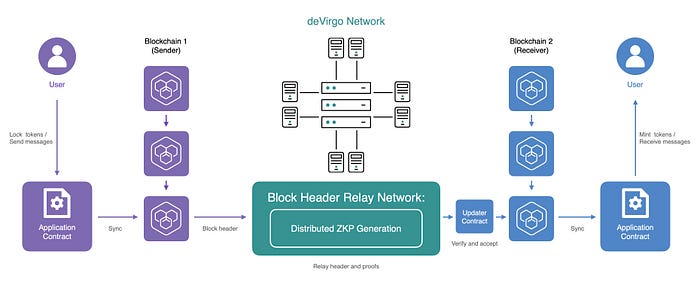 deVirgo Network
Blockchain 1
(Sender)
Blockchain 2
(Receiver)
User
User
Lock tokens /
Send messages
Mint tokens /
Receive messages
Application
Contract
Sync
Block header
Block Header Relay Network:
Distributed ZKP Generation
Relay header and proofs
Updater
Contract
Verify and accept
Sync
Application
Contract